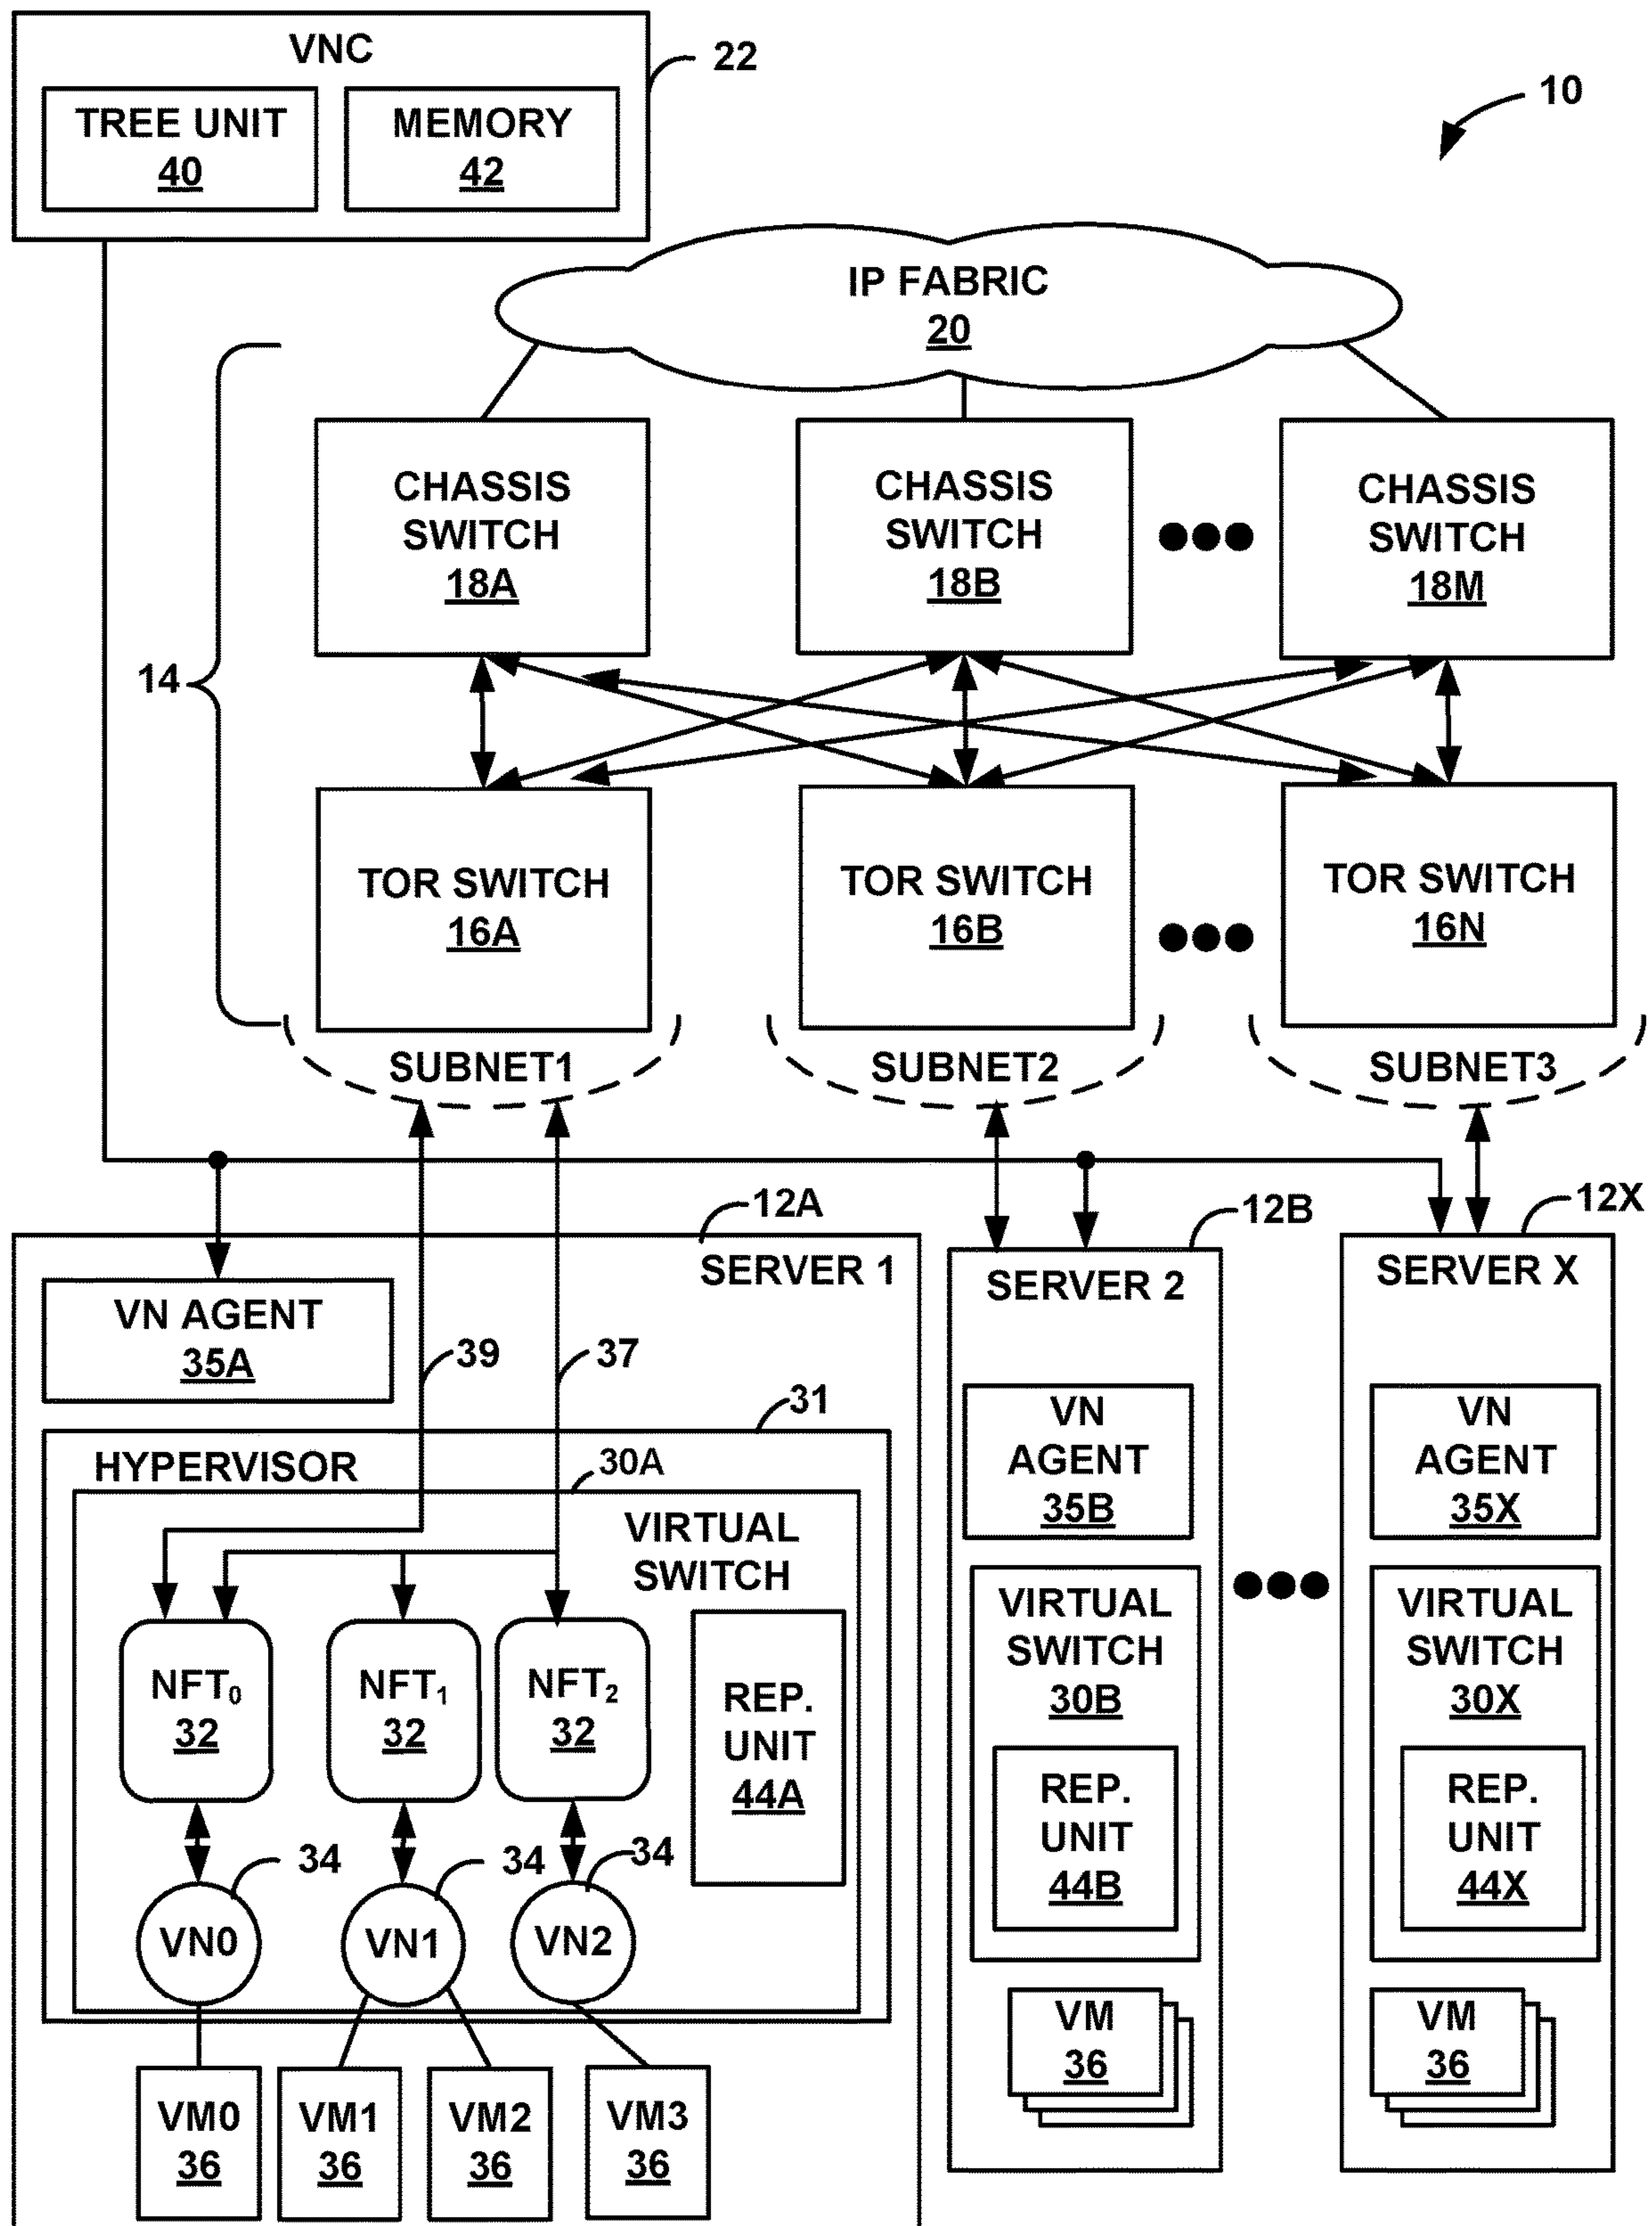 VNC
22
TREE UNIT
40
MEMORY
42
10
IP FABRIC
20
14
CHASSIS
SWITCH
18A
CHASSIS
SWITCH
18B
CHASSIS
SWITCH
18M
TOR SWITCH
16A
TOR SWITCH
16B
TOR SWITCH
16N
SUBNET1
SUBNET2
SUBNET3
12A
SERVER 1
VN AGENT
35A
39
37
31
HYPERVISOR
30A
VIRTUAL
SWITCH
NFT₀
32
NFT₁
32
NFT₂
32
REP.
UNIT
44A
34
34
34
VN0
VN1
VN2
VM0
36
VM1
36
VM2
36
VM3
36
12B
SERVER 2
VN
AGENT
35B
VIRTUAL
SWITCH
30B
REP.
UNIT
44B
VM
36
12X
SERVER X
VN
AGENT
35X
VIRTUAL
SWITCH
30X
REP.
UNIT
44X
VM
36